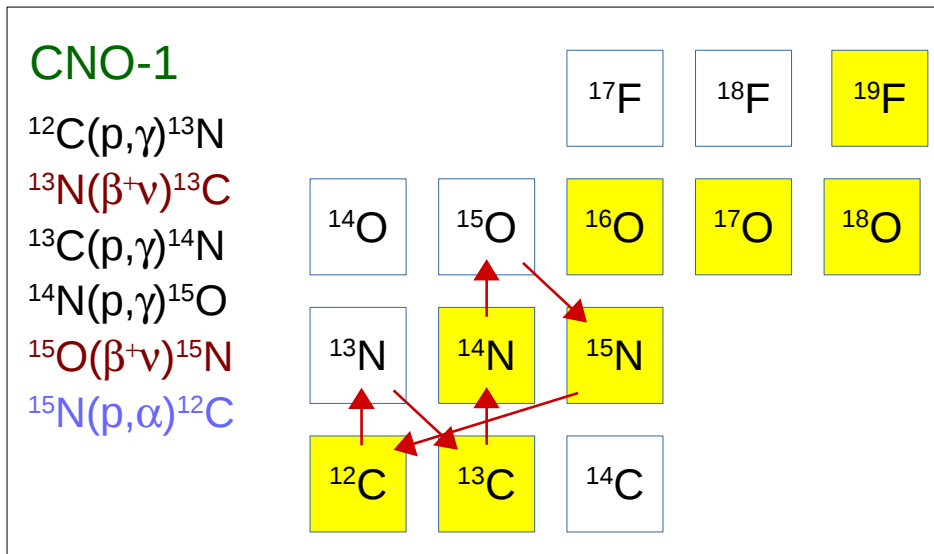 CNO-1
¹²C(p,γ)¹³N
¹³N(β⁺ν)¹³C
¹³C(p,γ)¹⁴N
¹⁴N(p,γ)¹⁵O
¹⁵O(β⁺ν)¹⁵N
¹⁵N(p,α)¹²C
¹⁷F ¹⁸F ¹⁹F
¹⁴O ¹⁵O ¹⁶O ¹⁷O ¹⁸O
¹³N ¹⁴N ¹⁵N
¹²C ¹³C ¹⁴C